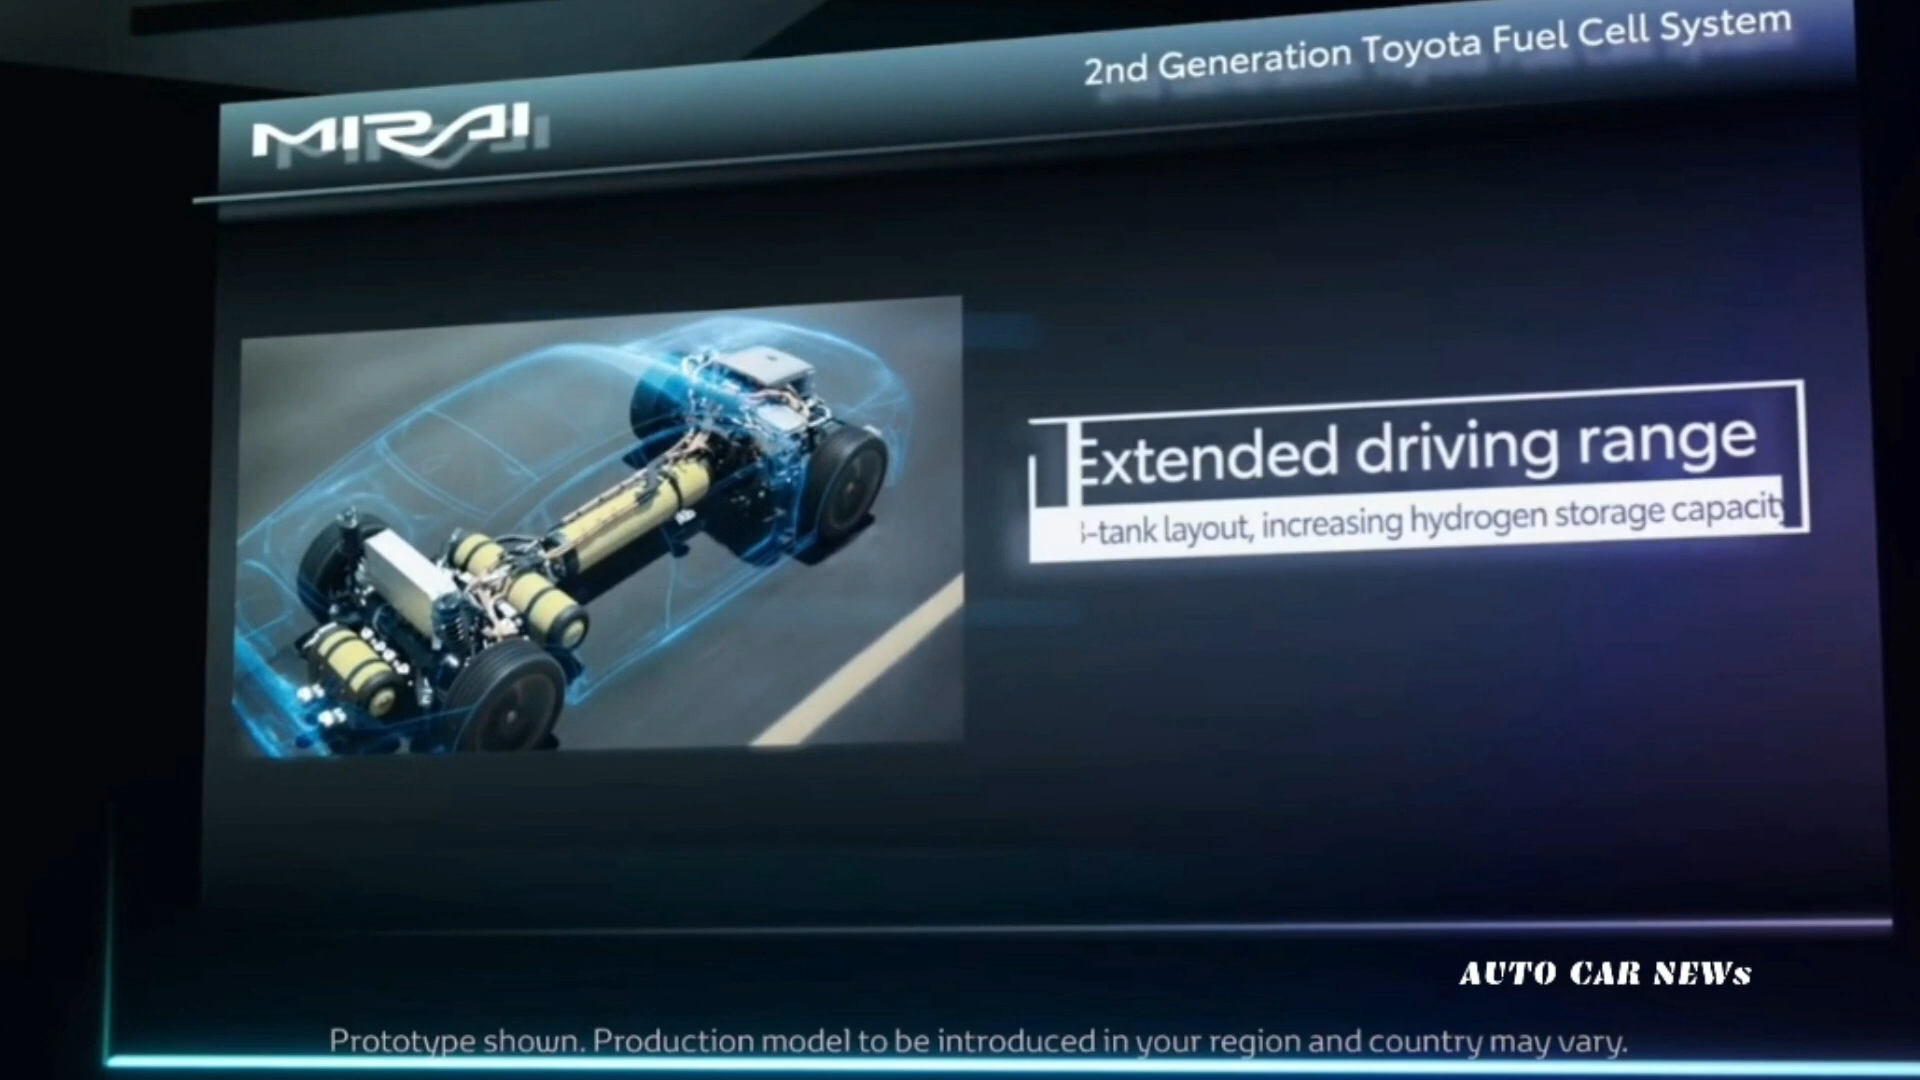 MIRAI
2nd Generation Toyota Fuel Cell System
Extended driving range
-tank layout, increasing hydrogen storage capacity
AUTO CAR NEWs
Prototype shown. Production model to be introduced in your region and country may vary.